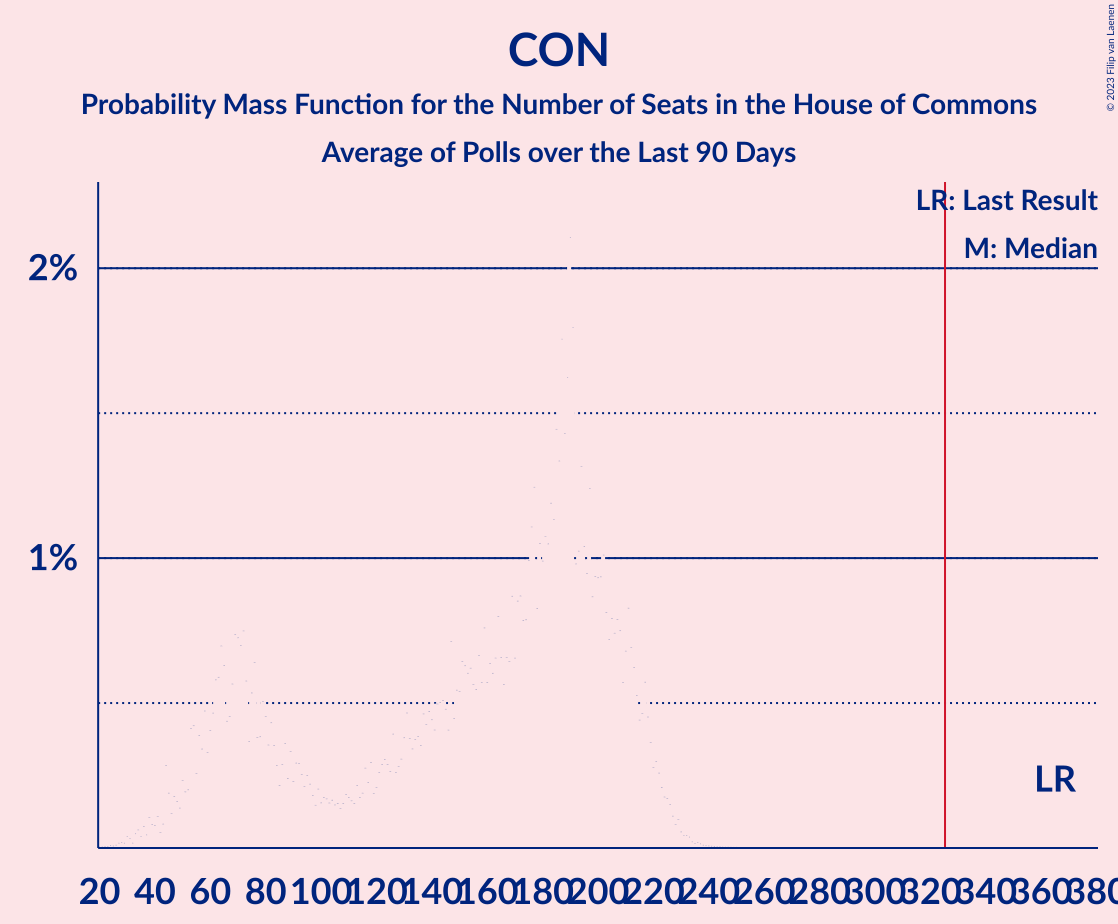 CON
Probability Mass Function for the Number of Seats in the House of Commons
Average of Polls over the Last 90 Days
© 2023 Filip van Laenen
LR: Last Result
M: Median
2%
1%
LR
20 40 60 80 100 120 140 160 180 200 220 240 260 280 300 320 340 360 380